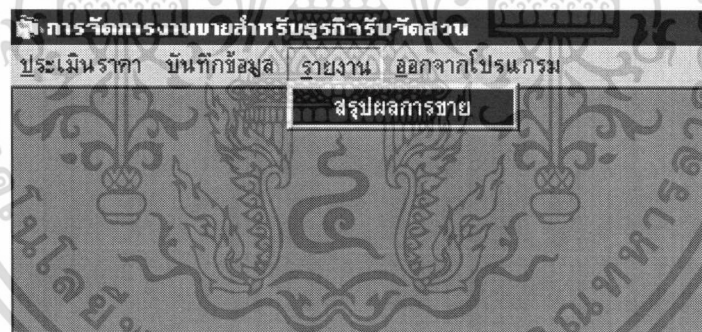 การจัดการงานขายสำหรับธุรกิจรับจัดสวน
ประเมินราคา บันทึกข้อมูล รายงาน ออกจากโปรแกรม
สรุปผลการขาย